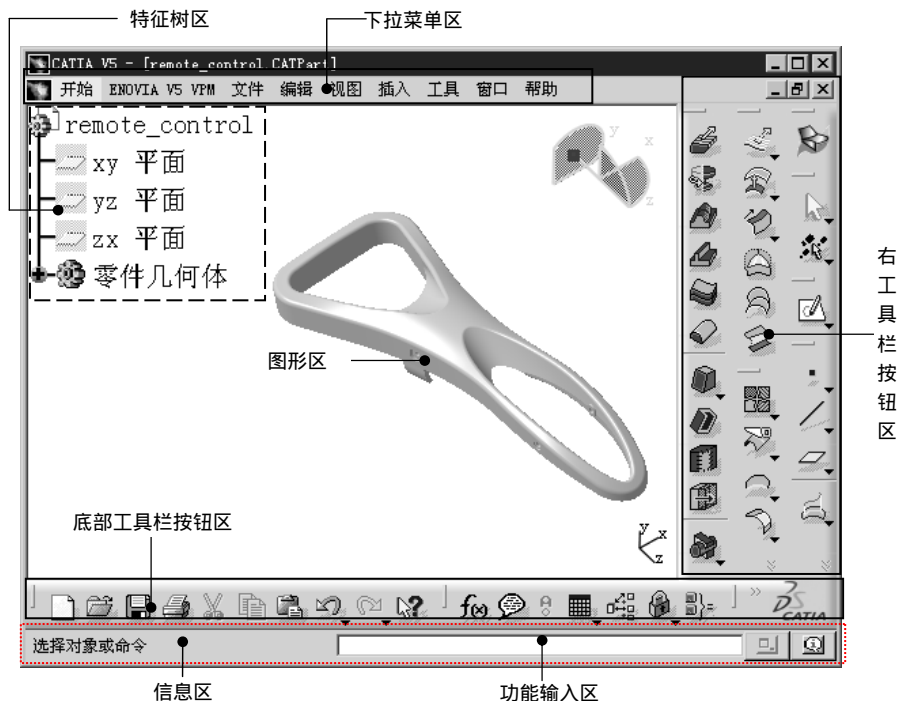 特征树区
下拉菜单区
CATIA V5 - [remote_control.CATPart]
开始 ENOVIA V5 VPM 文件 编辑 视图 插入 工具 窗口 帮助
remote_control
xy 平面
yz 平面
zx 平面
零件几何体
y
x
z
图形区
右工具栏按钮区
底部工具栏按钮区
y
x
z
f(x)
CATIA
选择对象或命令
信息区
功能输入区